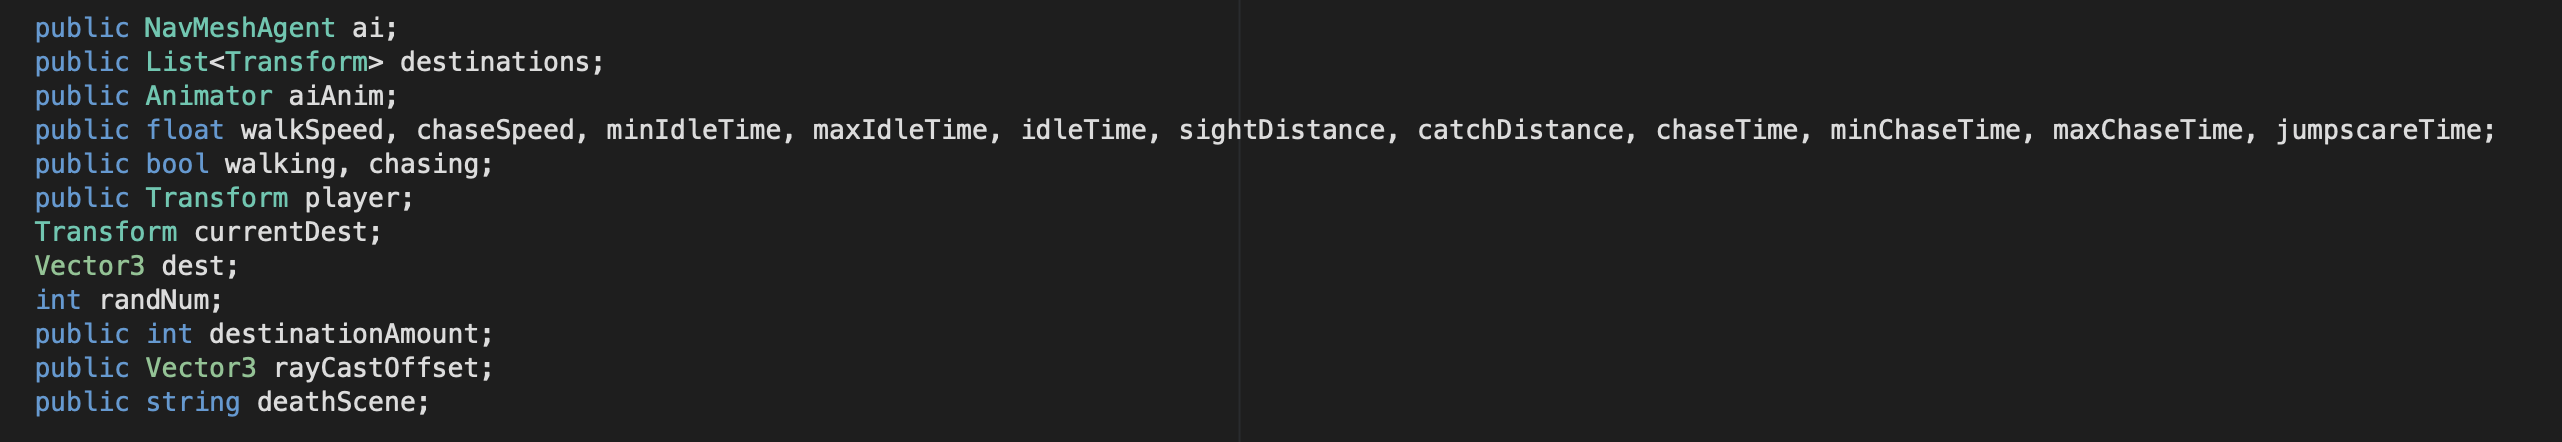 public NavMeshAgent ai;
public List<Transform> destinations;
public Animator aiAnim;
public float walkSpeed, chaseSpeed, minIdleTime, maxIdleTime, idleTime, sightDistance, catchDistance, chaseTime, minChaseTime, maxChaseTime, jumpscareTime;
public bool walking, chasing;
public Transform player;
Transform currentDest;
Vector3 dest;
int randNum;
public int destinationAmount;
public Vector3 rayCastOffset;
public string deathScene;